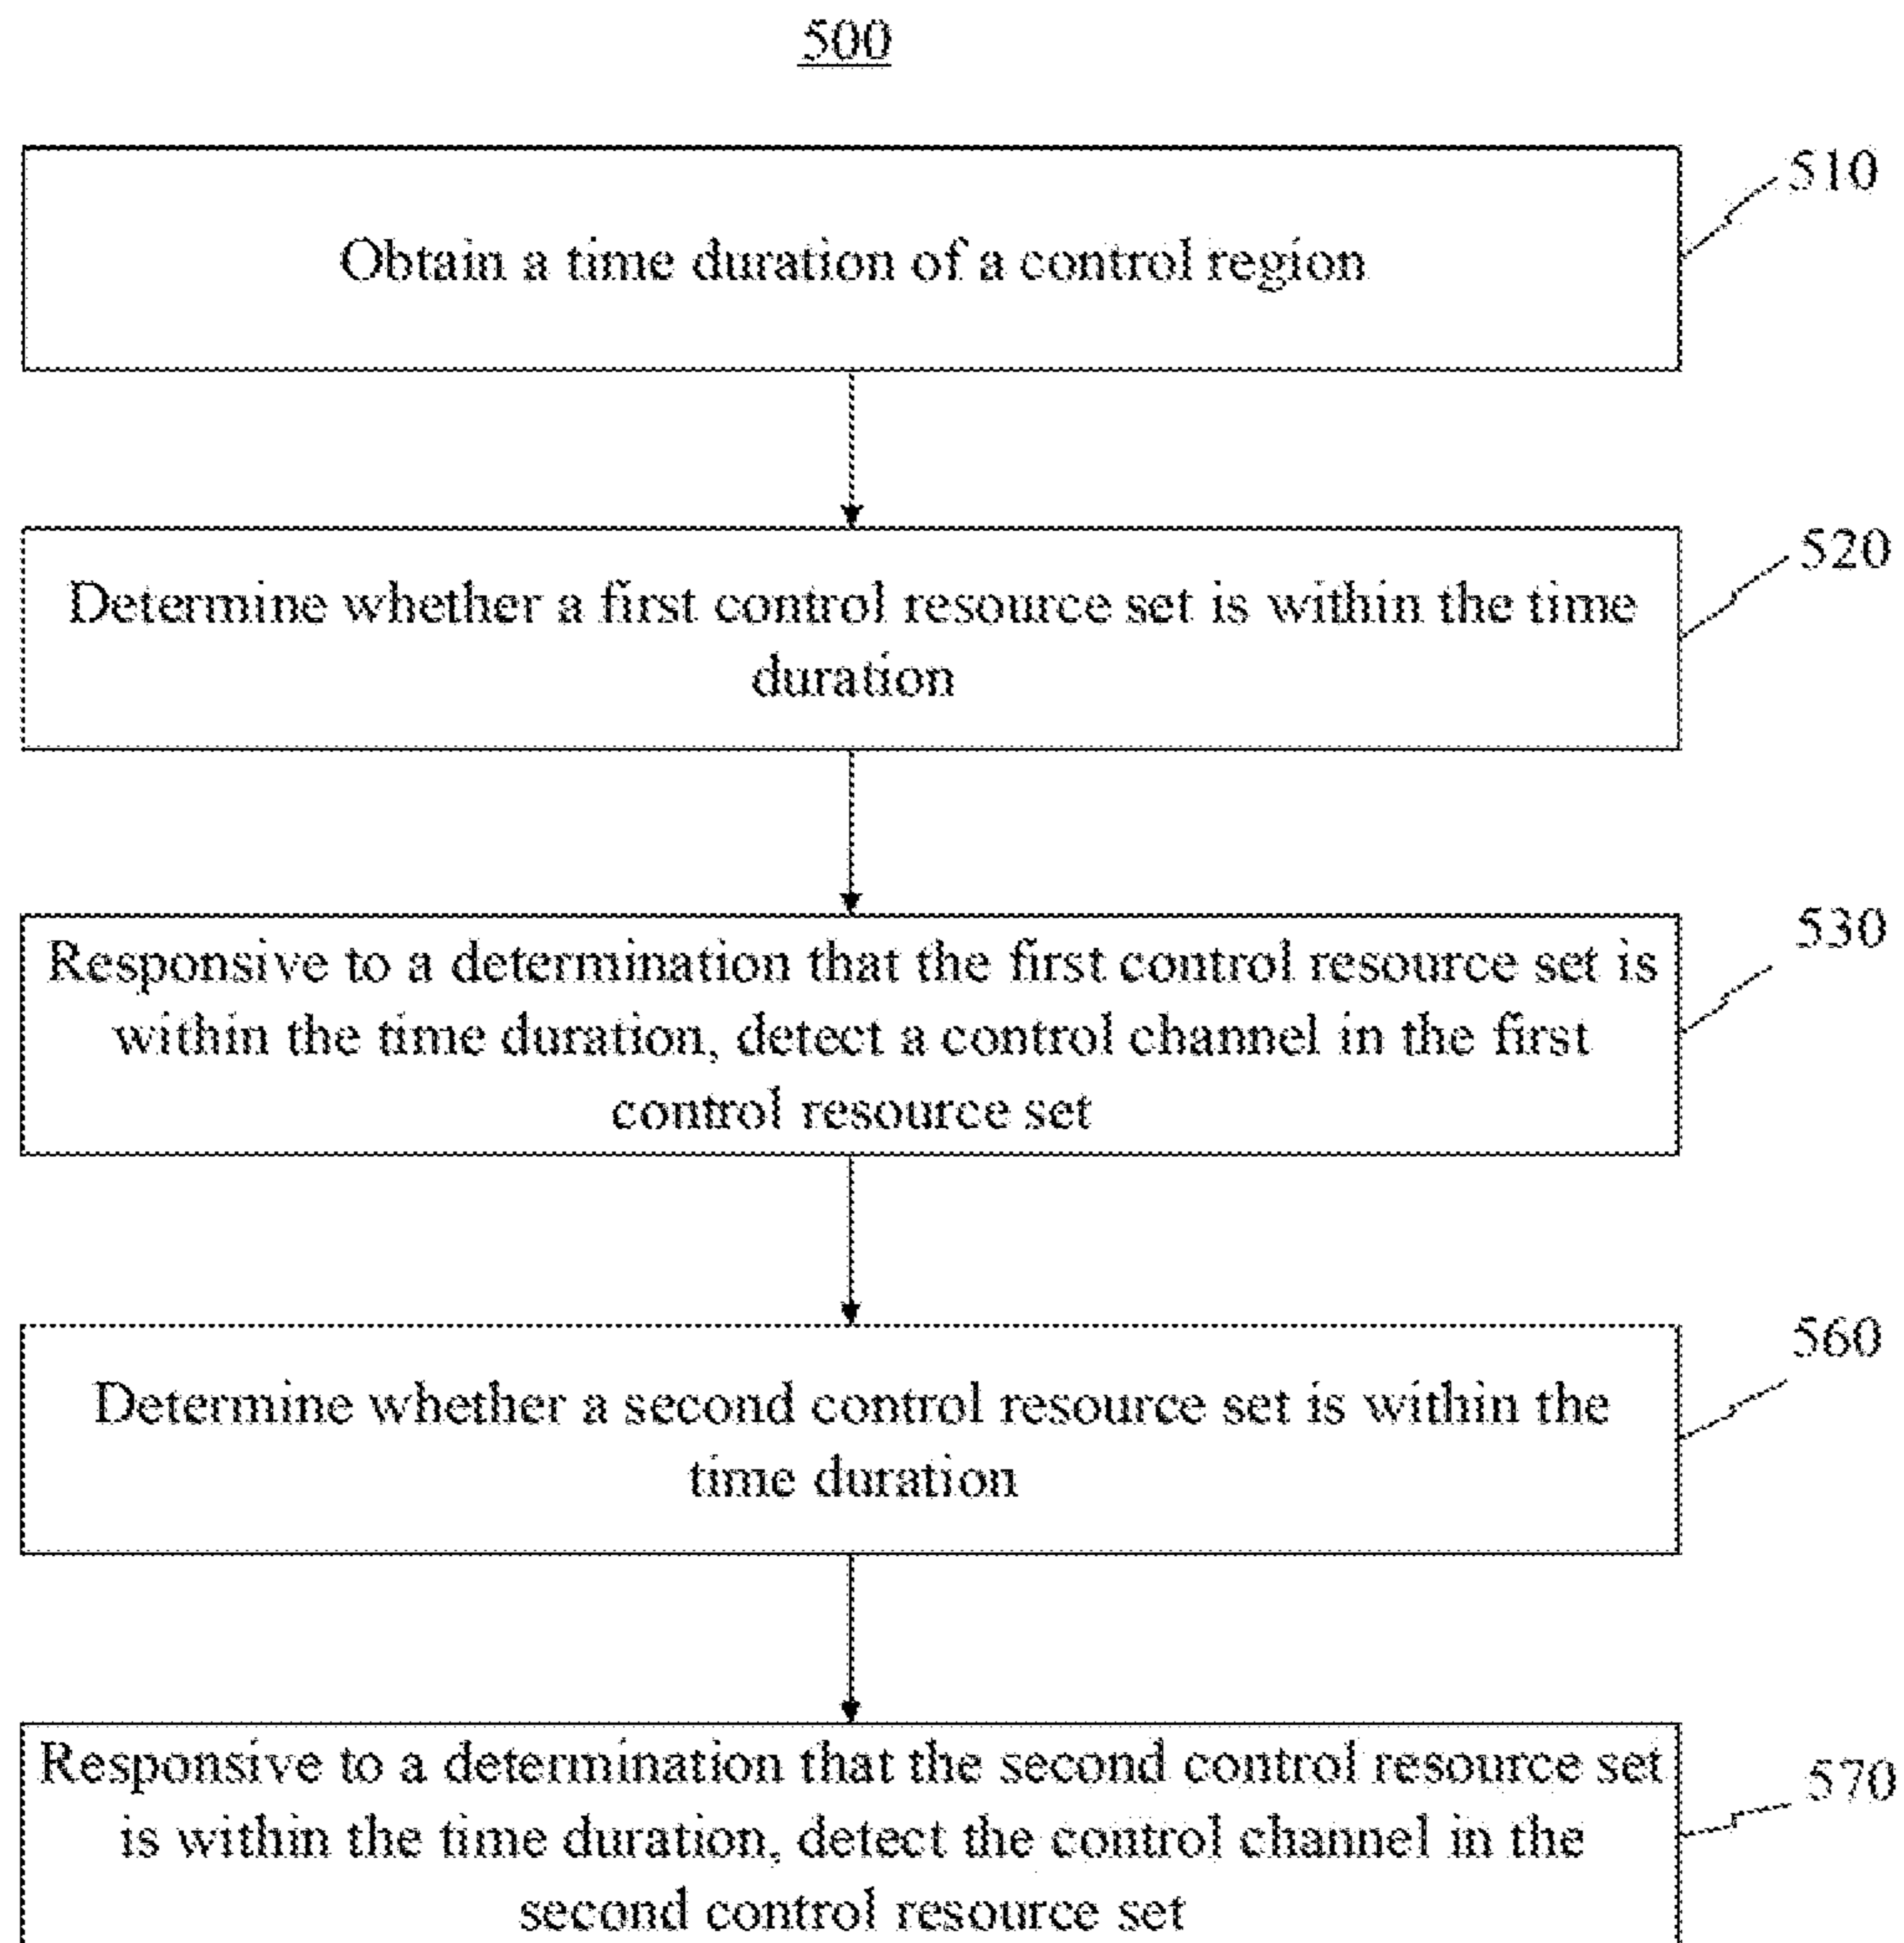 500
510
Obtain a time duration of a control region
520
Determine whether a first control resource set is within the time
duration
530
Responsive to a determination that the first control resource set is
within the time duration, detect a control channel in the first
control resource set
560
Determine whether a second control resource set is within the
time duration
570
Responsive to a determination that the second control resource set
is within the time duration, detect the control channel in the
second control resource set